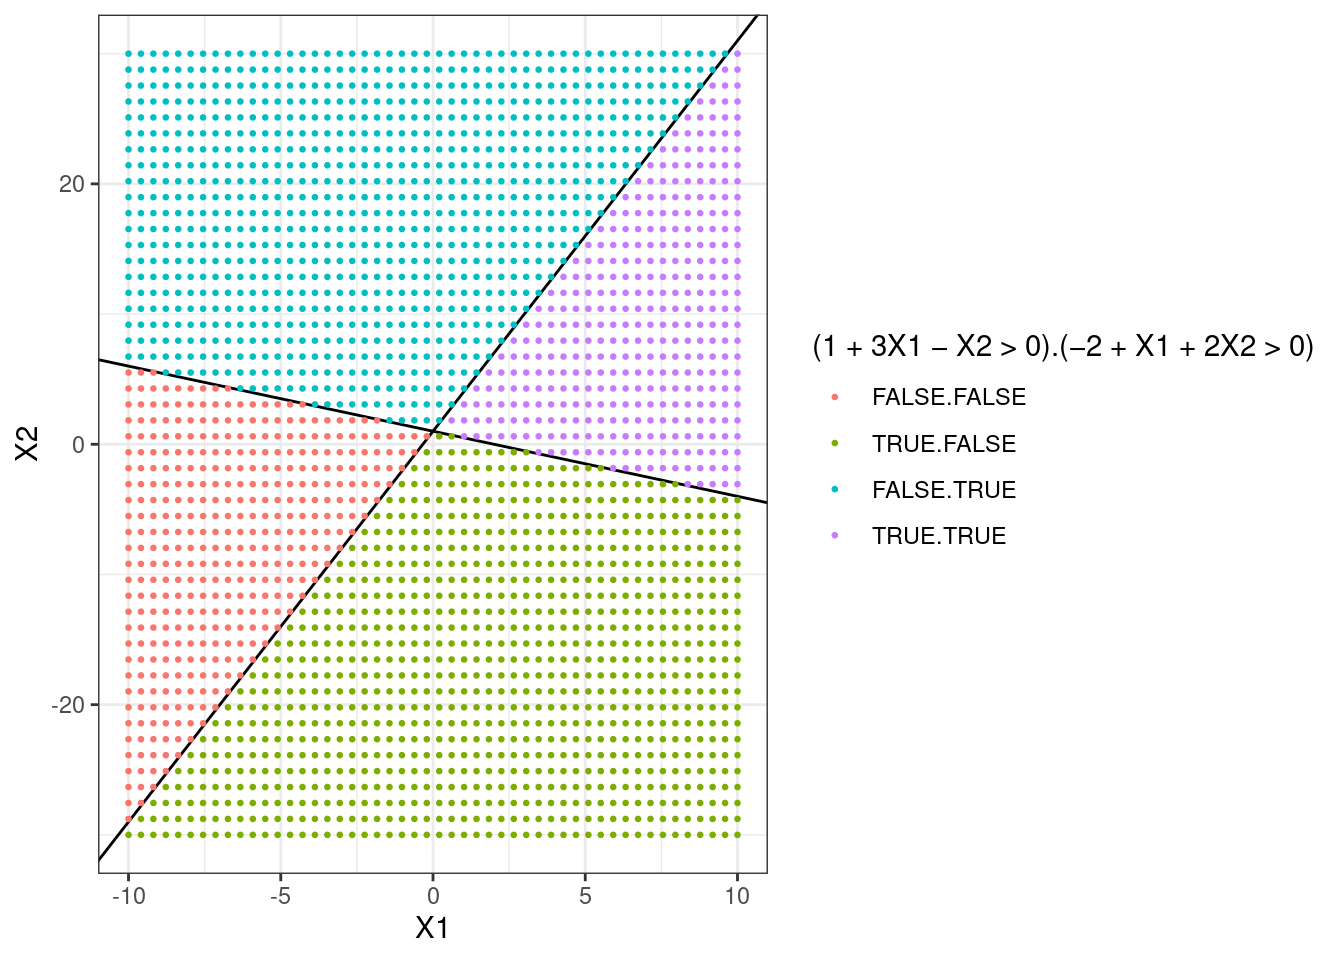 20
0
-20
X2
-10
-5
0
5
10
X1
(1 + 3X1 − X2 > 0).(−2 + X1 + 2X2 > 0)
FALSE.FALSE
TRUE.FALSE
FALSE.TRUE
TRUE.TRUE